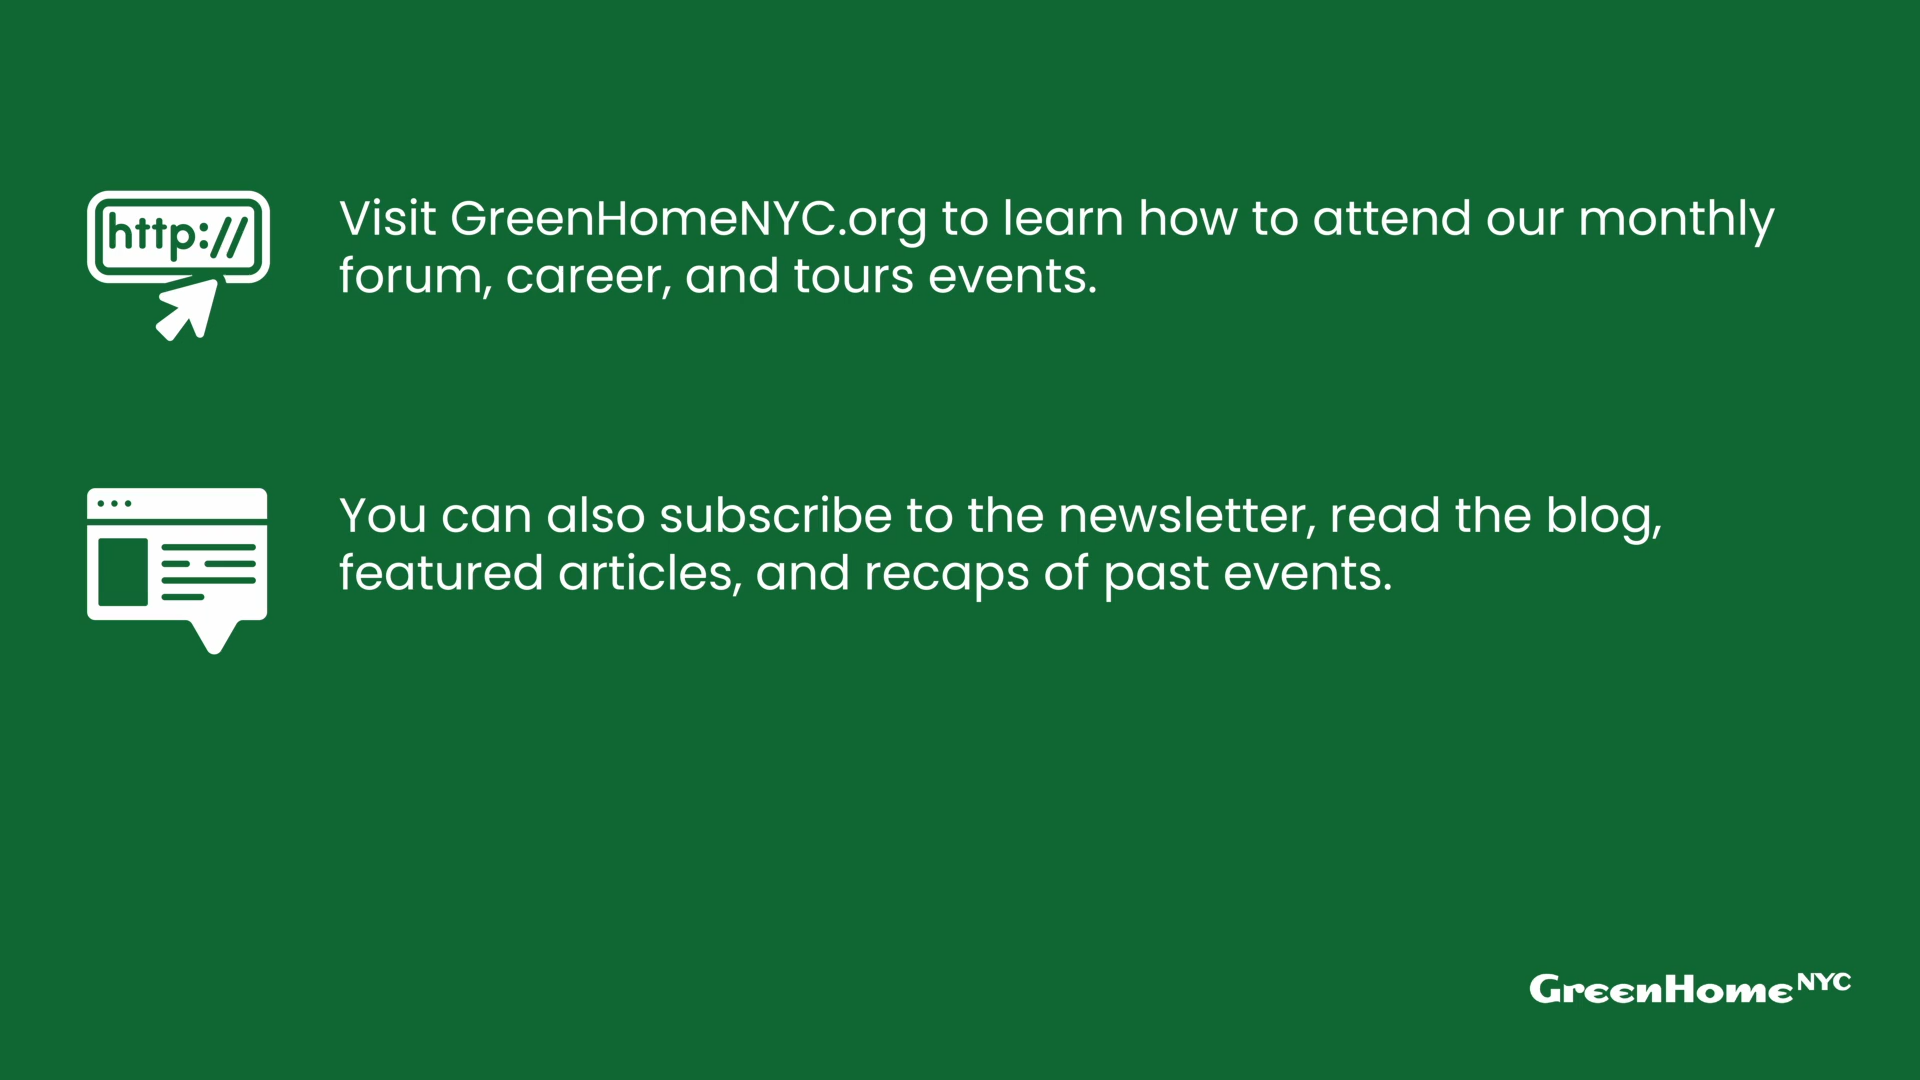 http://
Visit GreenHomeNYC.org to learn how to attend our monthly
forum, career, and tours events.
You can also subscribe to the newsletter, read the blog,
featured articles, and recaps of past events.
GreenHomeNYC